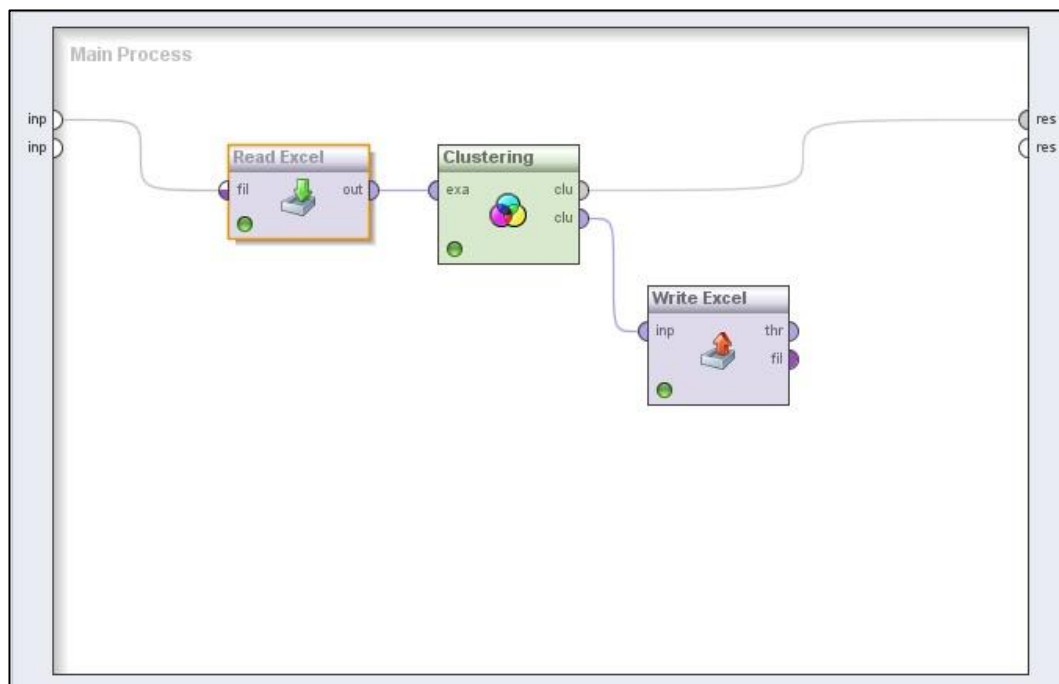 Main Process
inp
inp
res
res
Read Excel
fil
out
Clustering
exa
clu
clu
Write Excel
inp
thr
fil